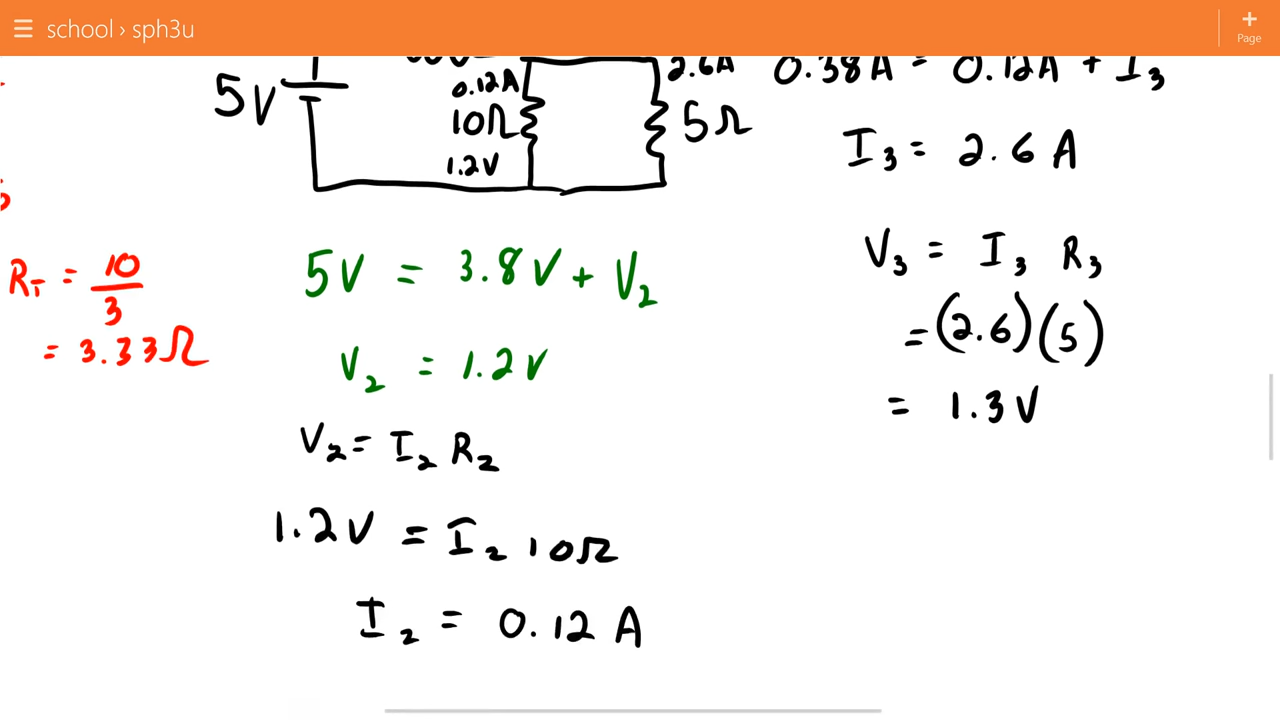 school › sph3u
Page
2.6A
0.38A = 0.12A + I3
5V
0.12A
10Ω
1.2V
5Ω
I3 = 2.6 A
RT = 10/3
= 3.33Ω
5V = 3.8V + V2
V2 = 1.2V
V2 = I2 R2
1.2V = I2 10Ω
I2 = 0.12 A
V3 = I3 R3
= (2.6)(5)
= 1.3V